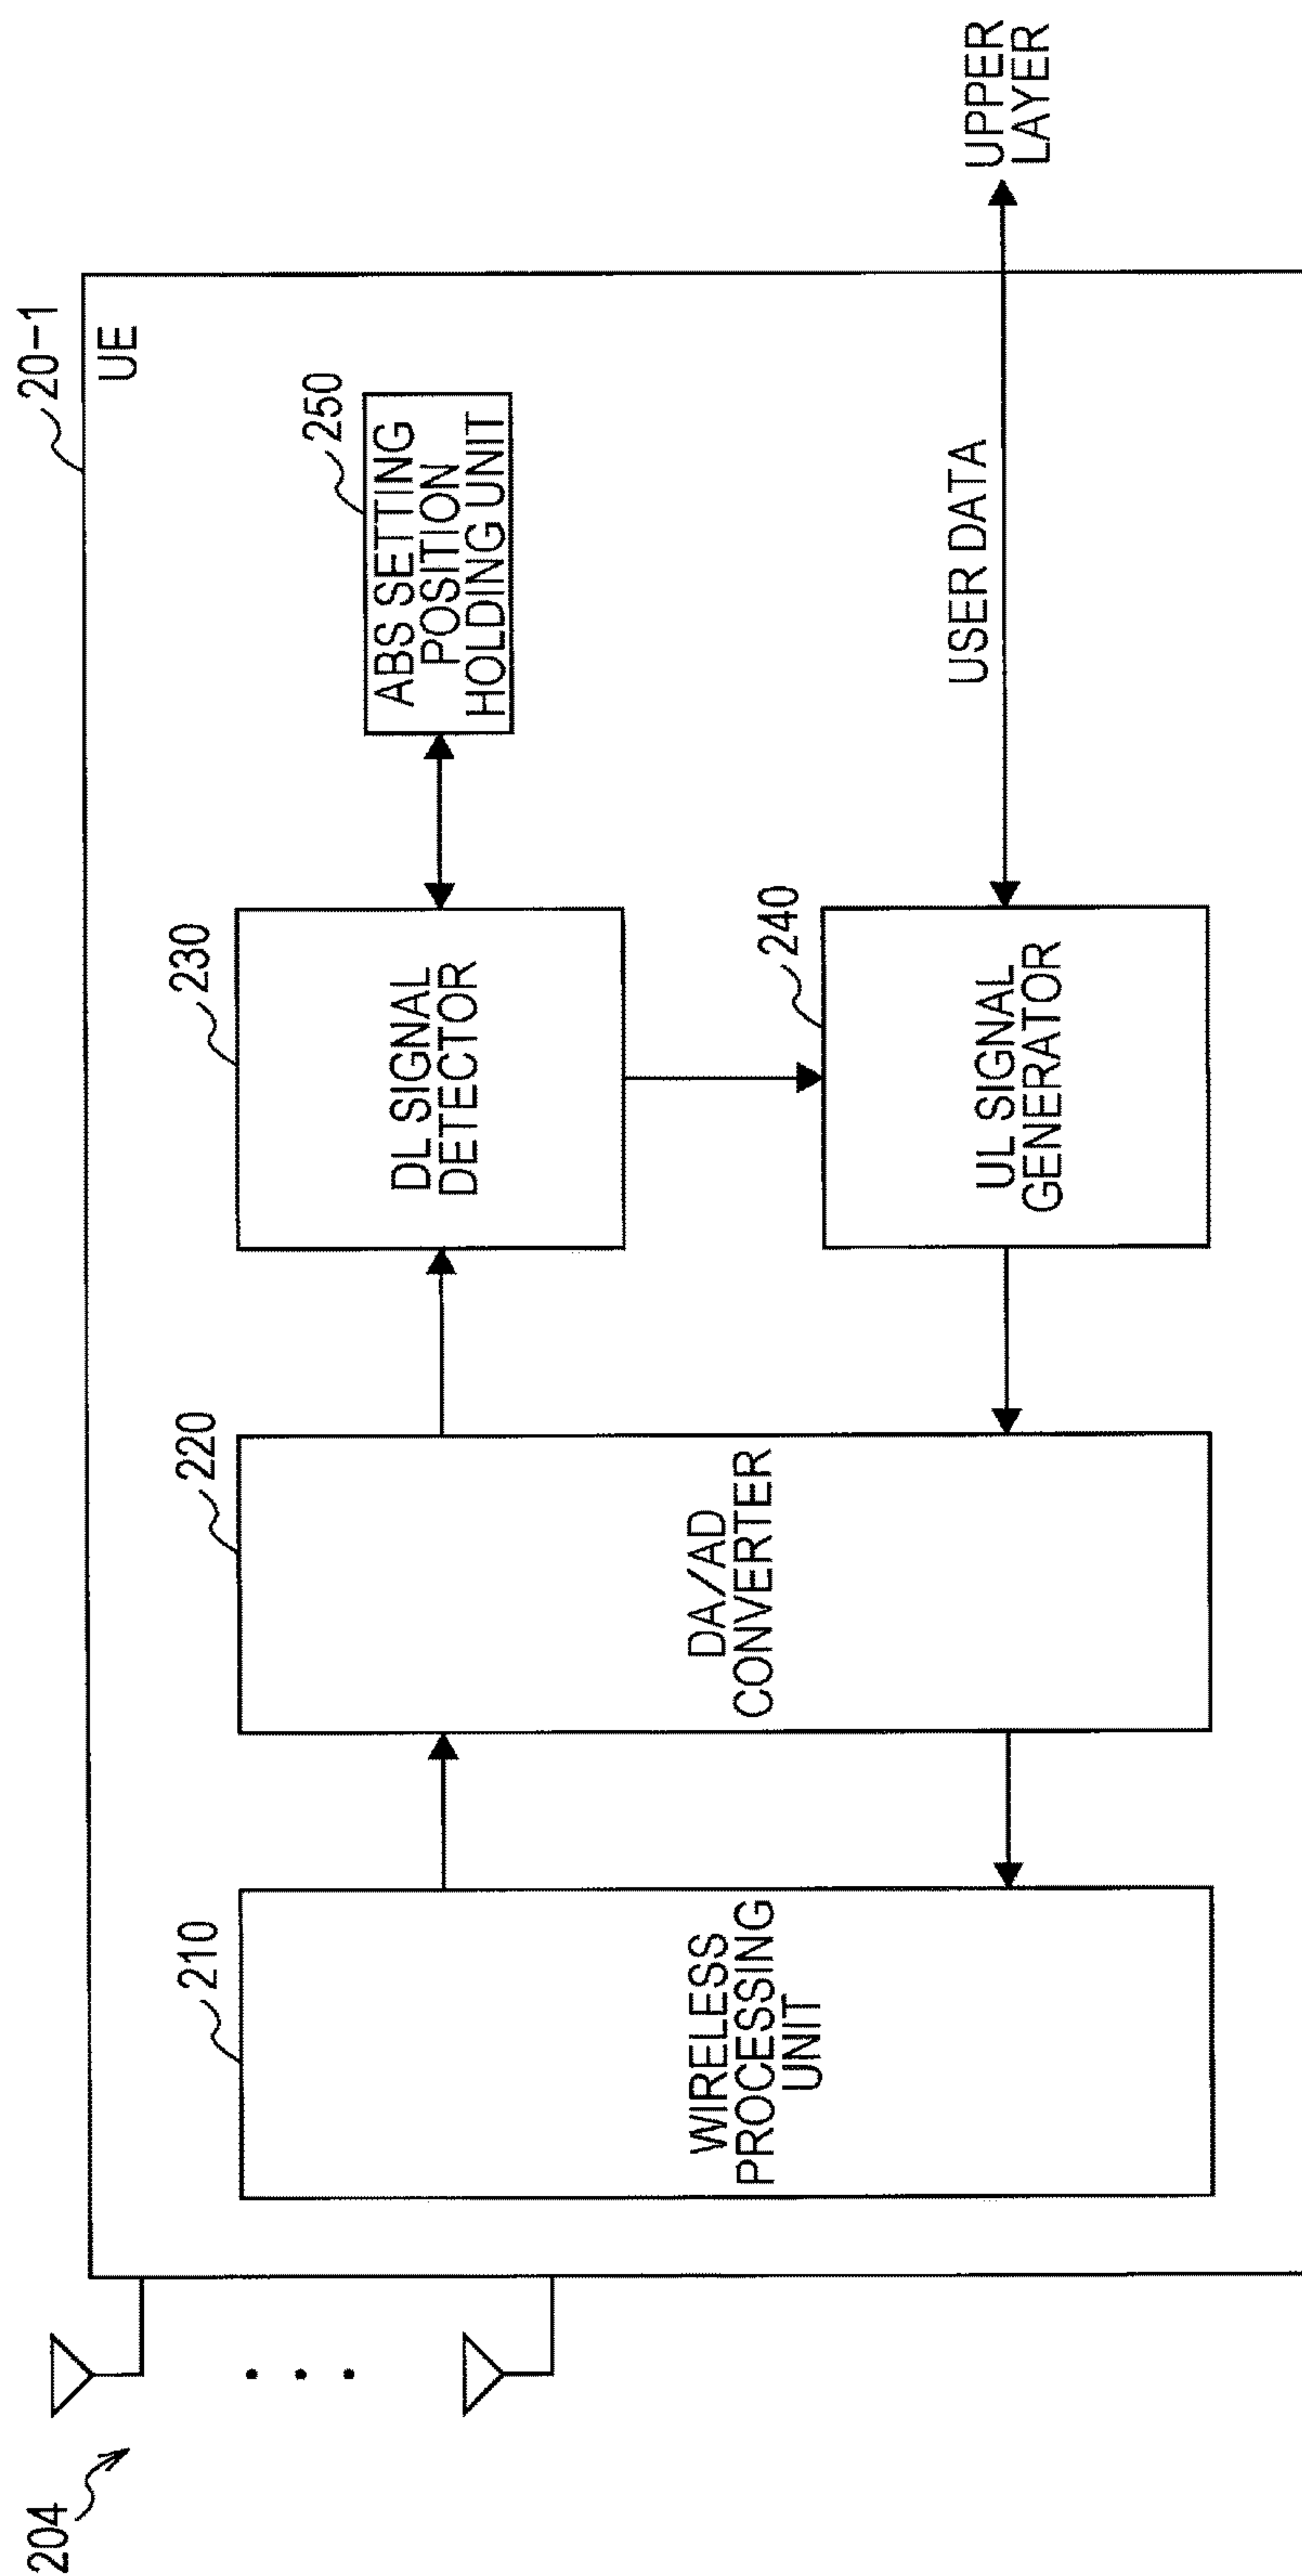 20-1
UE
204
210
WIRELESS
PROCESSING
UNIT
220
DA/AD
CONVERTER
230
DL SIGNAL
DETECTOR
250
ABS SETTING
POSITION
HOLDING UNIT
240
UL SIGNAL
GENERATOR
USER DATA
UPPER
LAYER